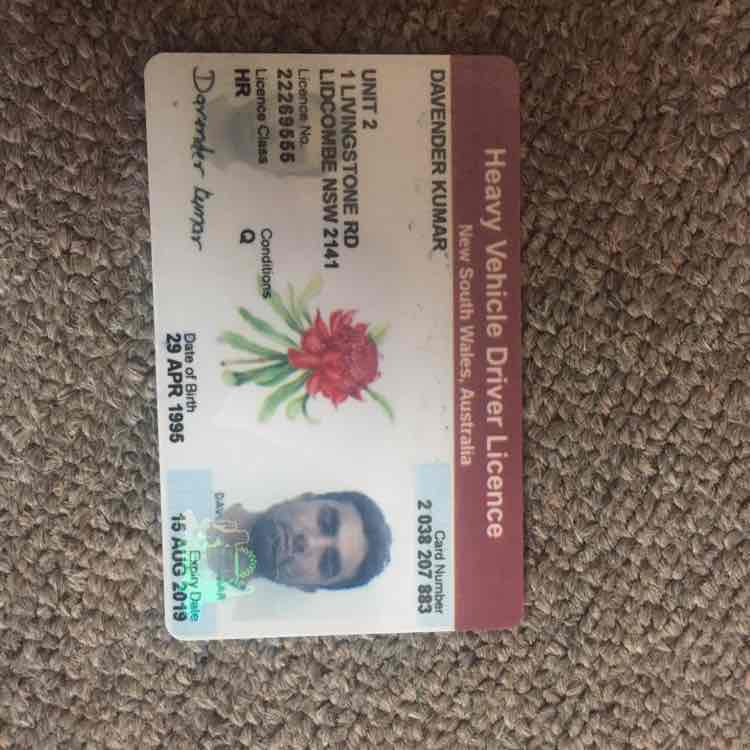 Heavy Vehicle Driver Licence
New South Wales, Australia
DAVENDER KUMAR
Card Number
2 038 207 883
UNIT 2
1 LIVINGSTONE RD
LIDCOMBE NSW 2141
Licence No.
22269555
Licence Class
HR
Conditions
Q
Davender kumar
Date of Birth
29 APR 1995
Expiry Date
15 AUG 2019